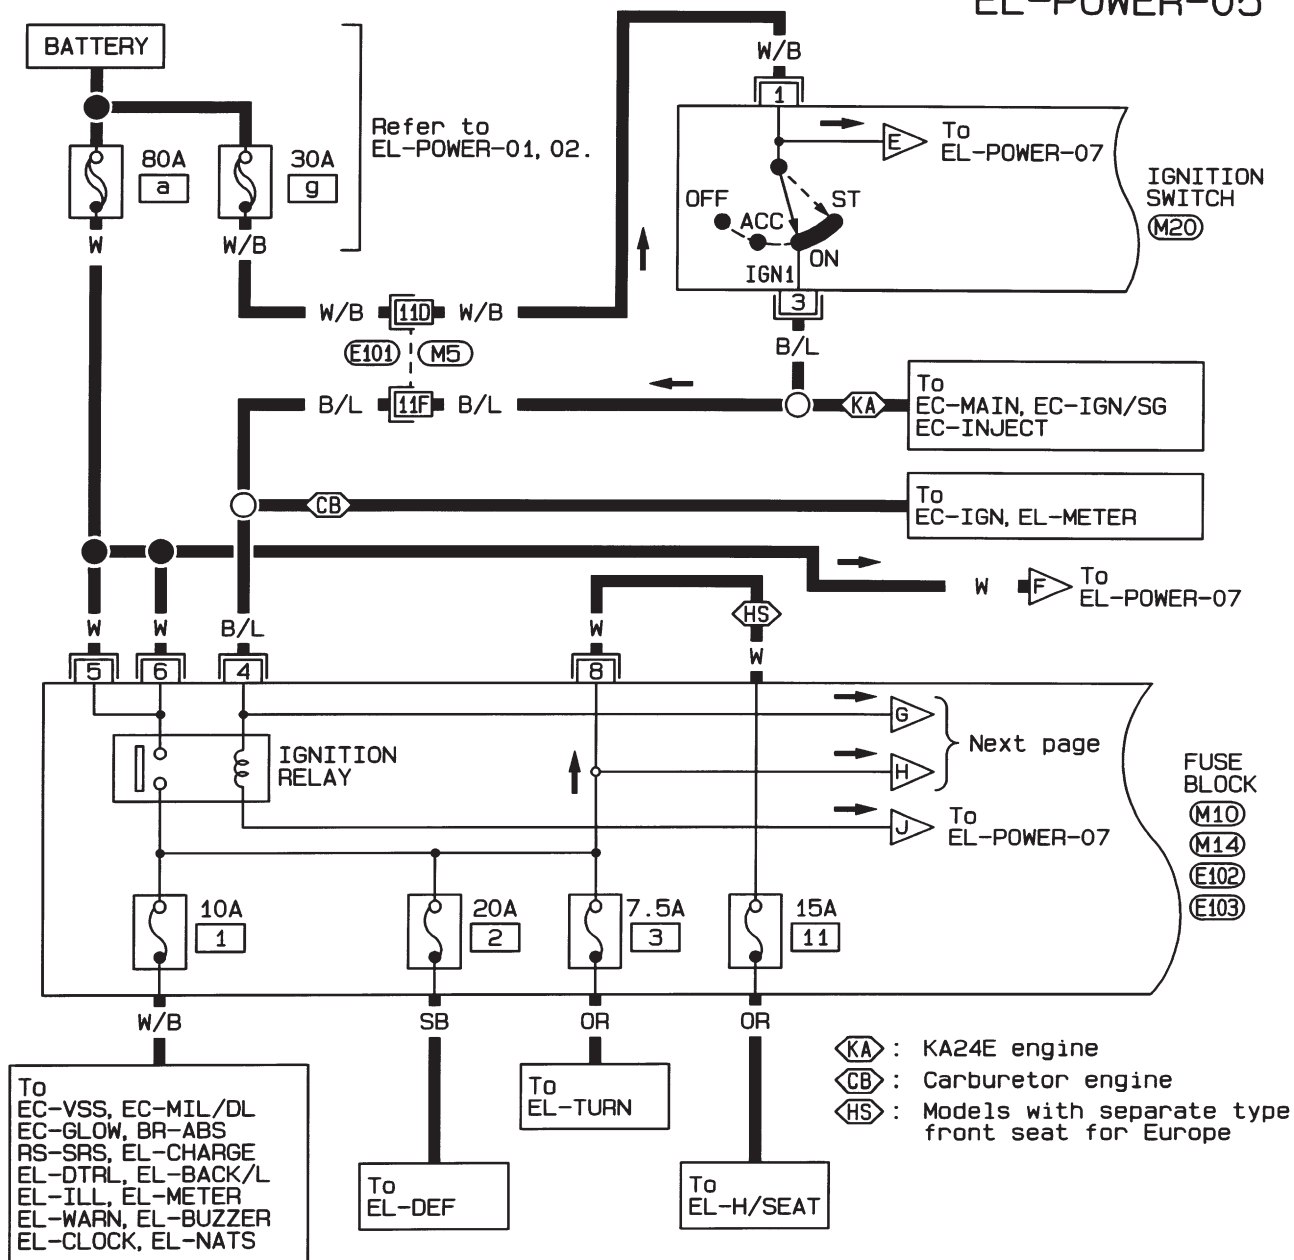 EL-POWER-05
BATTERY
80A
a
30A
g
Refer to
EL-POWER-01, 02.
W
W/B
W/B
1
E
To
EL-POWER-07
OFF
ACC
ST
ON
IGN1
IGNITION
SWITCH
M20
3
B/L
W/B
11D
W/B
E101
M5
B/L
11F
B/L
KA
To
EC-MAIN, EC-IGN/SG
EC-INJECT
CB
To
EC-IGN, EL-METER
W
F
To
EL-POWER-07
HS
W
W
B/L
W
W
5
6
4
8
G
H
Next page
J
To
EL-POWER-07
IGNITION
RELAY
FUSE
BLOCK
M10
M14
E102
E103
10A
1
20A
2
7.5A
3
15A
11
W/B
SB
OR
OR
To
EC-VSS, EC-MIL/DL
EC-GLOW, BR-ABS
RS-SRS, EL-CHARGE
EL-DTRL, EL-BACK/L
EL-ILL, EL-METER
EL-WARN, EL-BUZZER
EL-CLOCK, EL-NATS
To
EL-DEF
To
EL-TURN
To
EL-H/SEAT
KA : KA24E engine
CB : Carburetor engine
HS : Models with separate type
front seat for Europe